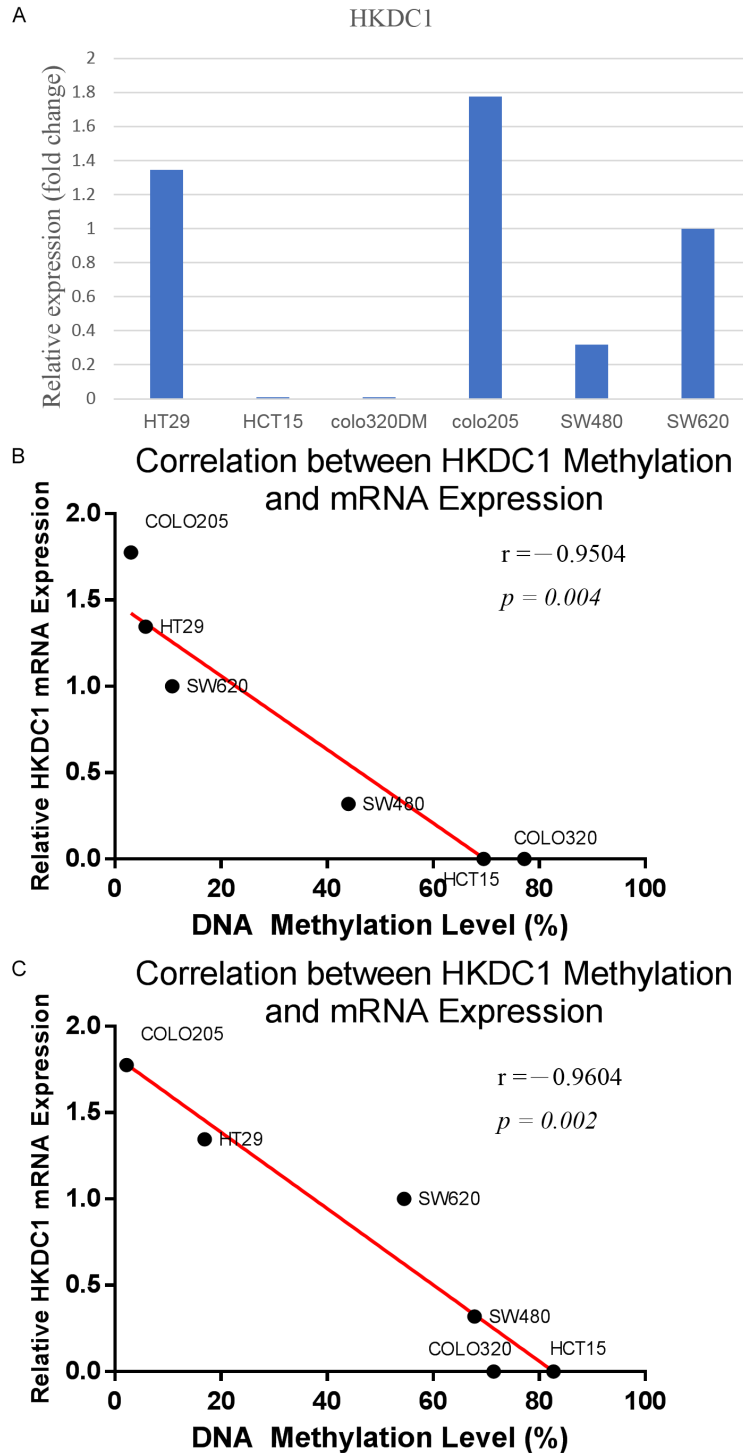 A
HKDC1
Relative expression (fold change)
2
1.8
1.6
1.4
1.2
1
0.8
0.6
0.4
0.2
0
HT29 HCT15 colo320DM colo205 SW480 SW620
B
Correlation between HKDC1 Methylation
and mRNA Expression
Relative HKDC1 mRNA Expression
2.0
1.5
1.0
0.5
0.0
COLO205
r = −0.9504
p = 0.004
HT29
SW620
SW480
COLO320
HCT15
0 20 40 60 80 100
DNA Methylation Level (%)
C
Correlation between HKDC1 Methylation
and mRNA Expression
Relative HKDC1 mRNA Expression
2.0
1.5
1.0
0.5
0.0
COLO205
r = −0.9604
p = 0.002
HT29
SW620
SW480
COLO320 HCT15
0 20 40 60 80 100
DNA Methylation Level (%)